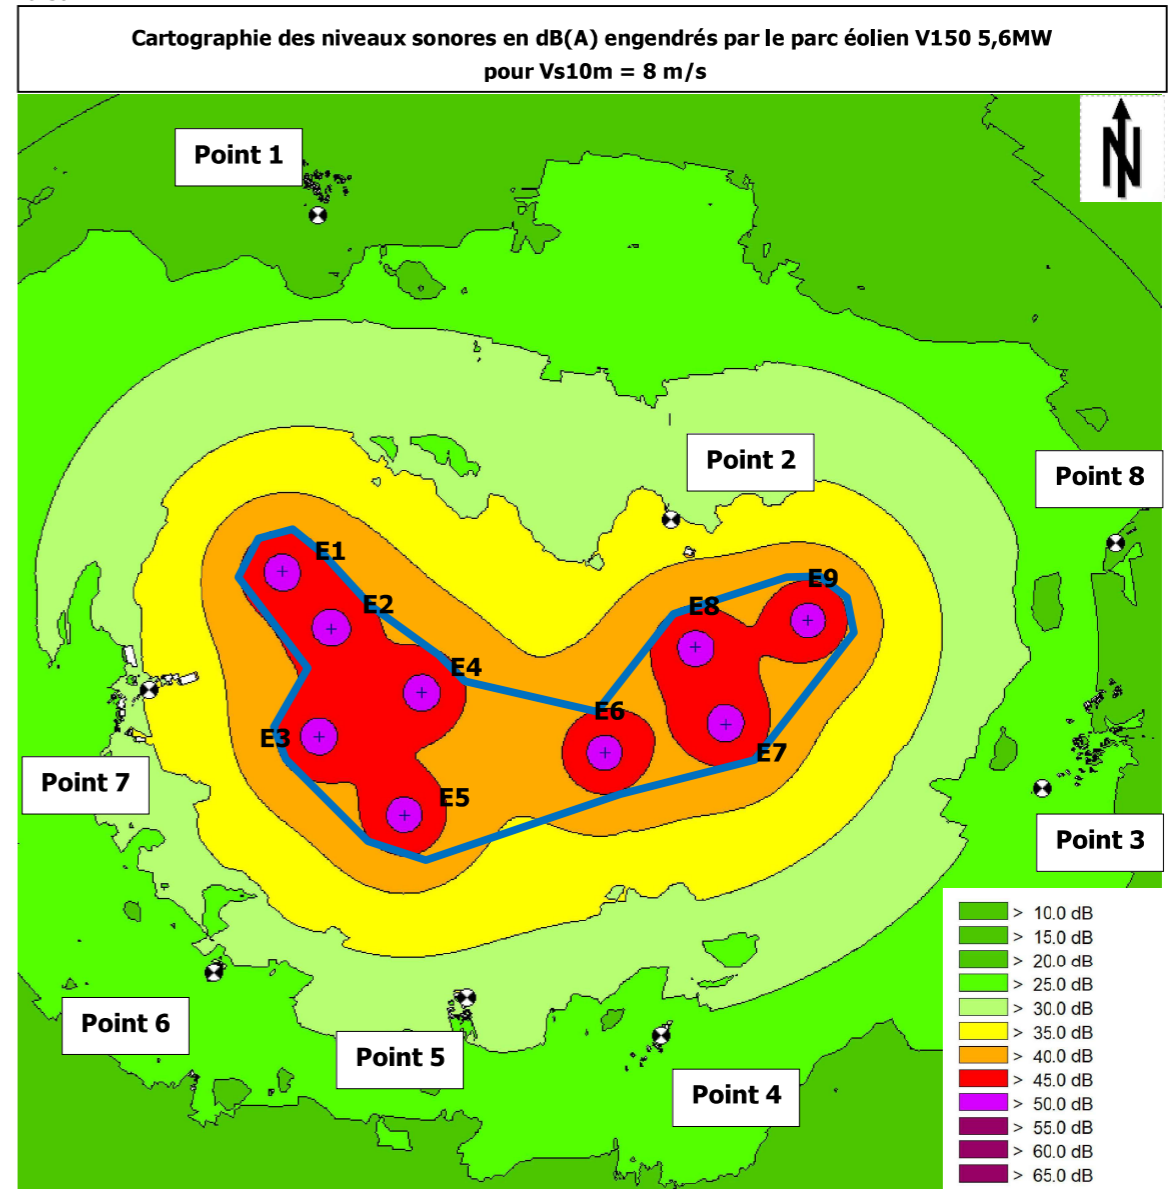 Cartographie des niveaux sonores en dB(A) engendrés par le parc éolien V150 5,6MW
pour Vs10m = 8 m/s
N
Point 1
Point 2
Point 8
E1
E9
E2
E8
E4
E6
E3
E7
Point 7
E5
Point 3
Point 6
Point 5
Point 4
> 10.0 dB
> 15.0 dB
> 20.0 dB
> 25.0 dB
> 30.0 dB
> 35.0 dB
> 40.0 dB
> 45.0 dB
> 50.0 dB
> 55.0 dB
> 60.0 dB
> 65.0 dB